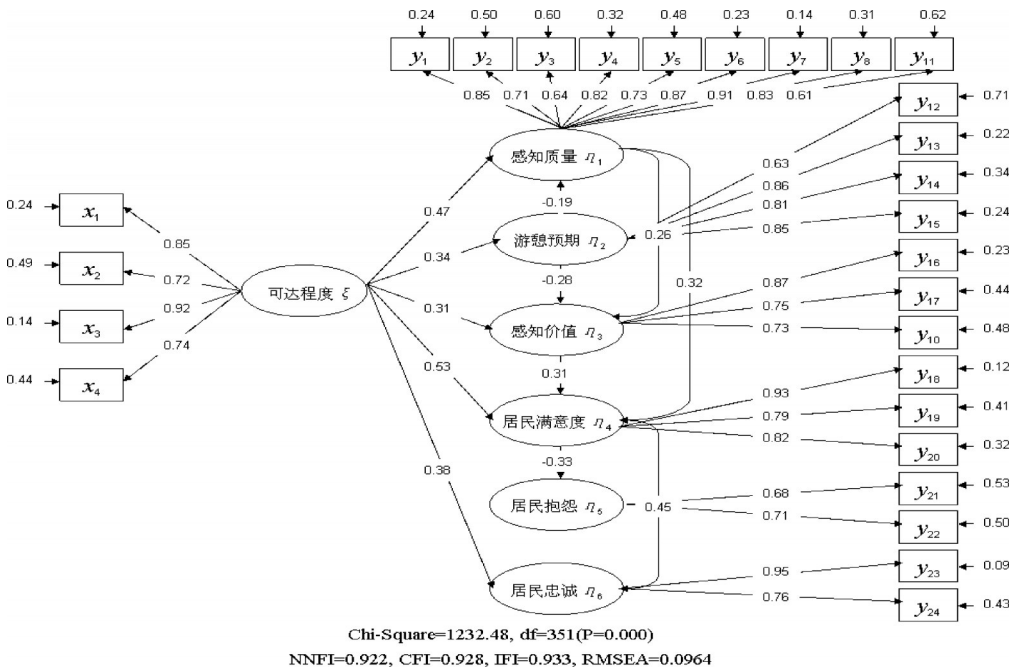 0.24 0.50 0.60 0.32 0.48 0.23 0.14 0.31 0.62
y₁ y₂ y₃ y₄ y₅ y₆ y₇ y₈ y₁₁
0.85 0.71 0.64 0.82 0.73 0.87 0.91 0.83 0.61
y₁₂ 0.71
感知质量 η₁
0.63
y₁₃ 0.22
0.86
y₁₄ 0.34
0.24 x₁
0.47
-0.19
0.81
0.85
游憩预期 η₂
0.26
0.85
y₁₅ 0.24
0.34
y₁₆ 0.23
0.49 x₂
0.72
-0.28
0.32
0.87
可达程度 ξ
y₁₇ 0.44
0.92
0.31
0.75
0.14 x₃
感知价值 η₃
0.73
y₁₀ 0.48
0.74
0.53
0.31
y₁₈ 0.12
0.44 x₄
0.93
居民满意度 η₄
0.79
y₁₉ 0.41
0.82
y₂₀ 0.32
0.38
-0.33
0.68
y₂₁ 0.53
居民抱怨 η₅
0.45
0.71
y₂₂ 0.50
0.95
y₂₃ 0.09
居民忠诚 η₆
0.76
y₂₄ 0.43
Chi-Square=1232.48, df=351(P=0.000)
NNFI=0.922, CFI=0.928, IFI=0.933, RMSEA=0.0964